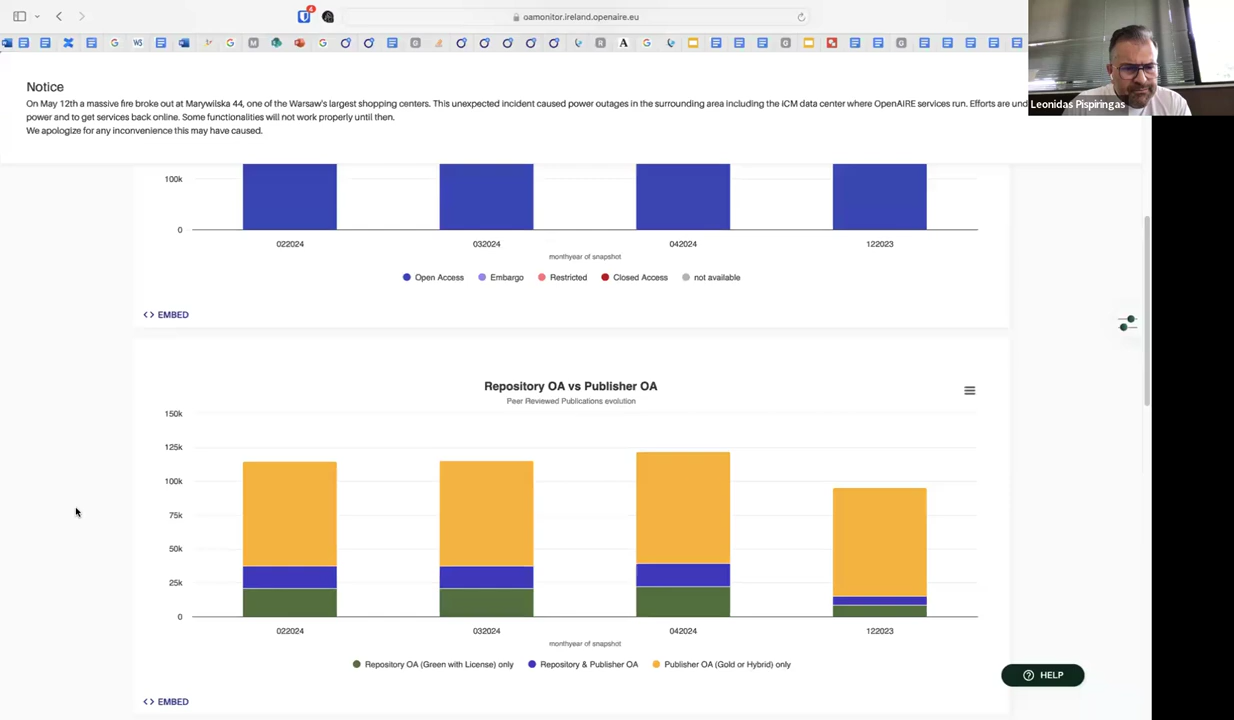 oamonitor.ireland.openaire.eu
Notice
On May 12th a massive fire broke out at Marywilska 44, one of the Warsaw's largest shopping centers. This unexpected incident caused power outages in the surrounding area including the iCM data center where OpenAIRE services run. Efforts are und
power and to get services back online. Some functionalities will not work properly until then.
We apologize for any inconvenience this may have caused.
Leonidas Pispiringas
100k
0
022024
032024
042024
122023
monthyear of snapshot
Open Access
Embargo
Restricted
Closed Access
not available
<> EMBED
Repository OA vs Publisher OA
Peer Reviewed Publications evolution
150k
125k
100k
75k
50k
25k
0
022024
032024
042024
122023
monthyear of snapshot
Repository OA (Green with License) only
Repository & Publisher OA
Publisher OA (Gold or Hybrid) only
HELP
<> EMBED